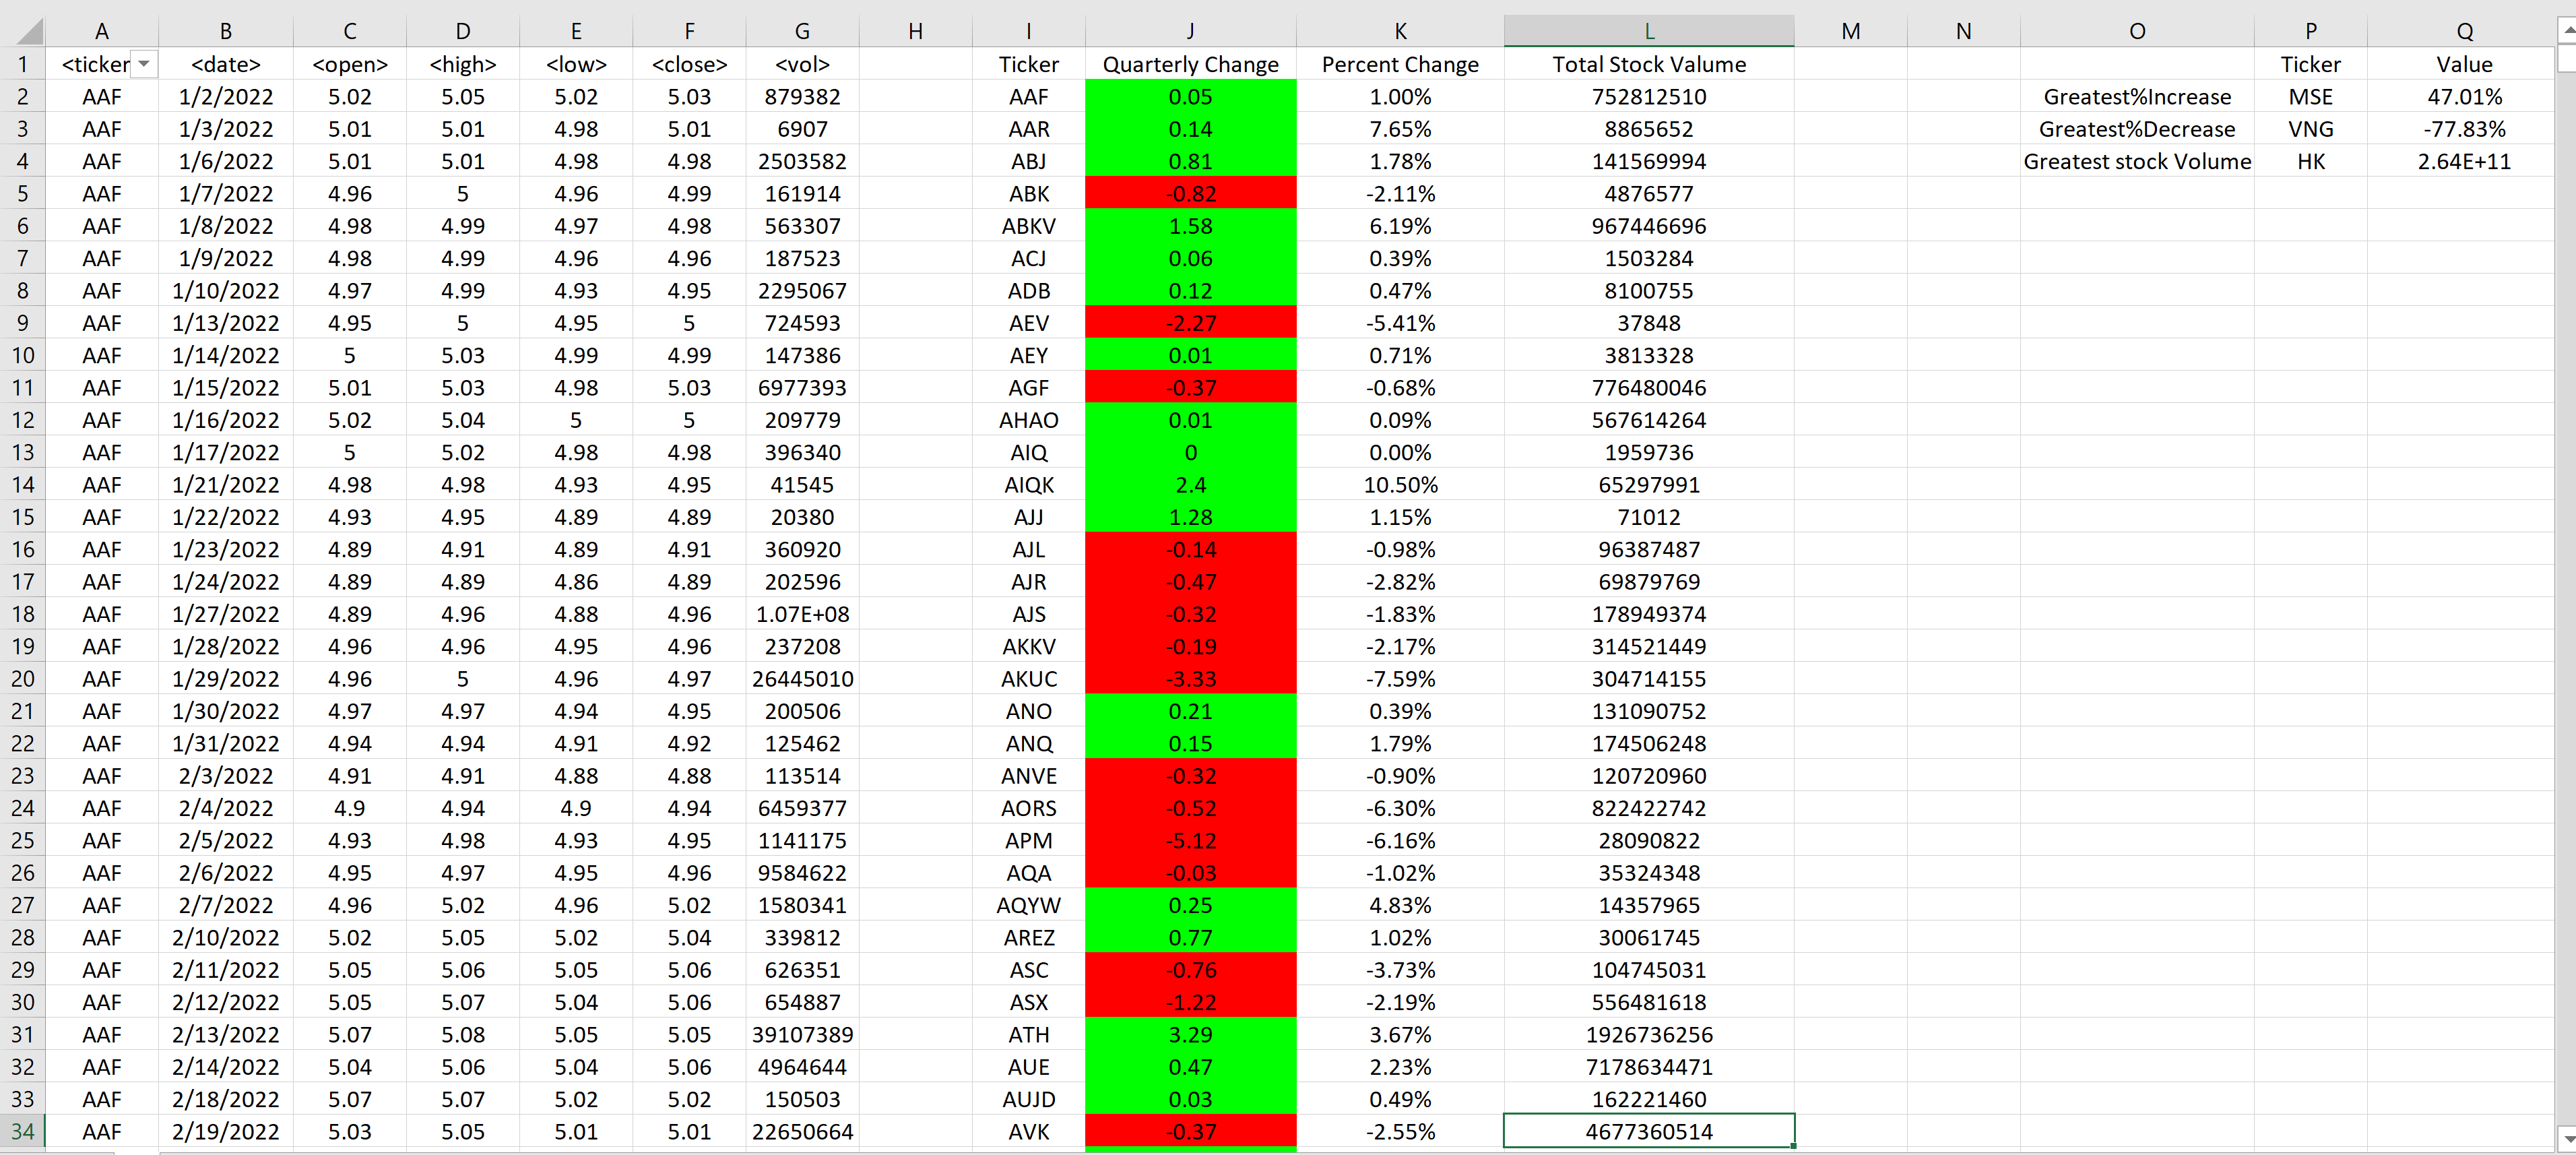 A B C D E F G H I J K L M N O P Q
1 <ticker <date> <open> <high> <low> <close> <vol> Ticker Quarterly Change Percent Change Total Stock Valume Ticker Value
2 AAF 1/2/2022 5.02 5.05 5.02 5.03 879382 AAF 0.05 1.00% 752812510 Greatest%Increase MSE 47.01%
3 AAF 1/3/2022 5.01 5.01 4.98 5.01 6907 AAR 0.14 7.65% 8865652 Greatest%Decrease VNG -77.83%
4 AAF 1/6/2022 5.01 5.01 4.98 4.98 2503582 ABJ 0.81 1.78% 141569994 Greatest stock Volume HK 2.64E+11
5 AAF 1/7/2022 4.96 5 4.96 4.99 161914 ABK -0.82 -2.11% 4876577
6 AAF 1/8/2022 4.98 4.99 4.97 4.98 563307 ABKV 1.58 6.19% 967446696
7 AAF 1/9/2022 4.98 4.99 4.96 4.96 187523 ACJ 0.06 0.39% 1503284
8 AAF 1/10/2022 4.97 4.99 4.93 4.95 2295067 ADB 0.12 0.47% 8100755
9 AAF 1/13/2022 4.95 5 4.95 5 724593 AEV -2.27 -5.41% 37848
10 AAF 1/14/2022 5 5.03 4.99 4.99 147386 AEY 0.01 0.71% 3813328
11 AAF 1/15/2022 5.01 5.03 4.98 5.03 6977393 AGF -0.37 -0.68% 776480046
12 AAF 1/16/2022 5.02 5.04 5 5 209779 AHAO 0.01 0.09% 567614264
13 AAF 1/17/2022 5 5.02 4.98 4.98 396340 AIQ 0 0.00% 1959736
14 AAF 1/21/2022 4.98 4.98 4.93 4.95 41545 AIQK 2.4 10.50% 65297991
15 AAF 1/22/2022 4.93 4.95 4.89 4.89 20380 AJJ 1.28 1.15% 71012
16 AAF 1/23/2022 4.89 4.91 4.89 4.91 360920 AJL -0.14 -0.98% 96387487
17 AAF 1/24/2022 4.89 4.89 4.86 4.89 202596 AJR -0.47 -2.82% 69879769
18 AAF 1/27/2022 4.89 4.96 4.88 4.96 1.07E+08 AJS -0.32 -1.83% 178949374
19 AAF 1/28/2022 4.96 4.96 4.95 4.96 237208 AKKV -0.19 -2.17% 314521449
20 AAF 1/29/2022 4.96 5 4.96 4.97 26445010 AKUC -3.33 -7.59% 304714155
21 AAF 1/30/2022 4.97 4.97 4.94 4.95 200506 ANO 0.21 0.39% 131090752
22 AAF 1/31/2022 4.94 4.94 4.91 4.92 125462 ANQ 0.15 1.79% 174506248
23 AAF 2/3/2022 4.91 4.91 4.88 4.88 113514 ANVE -0.32 -0.90% 120720960
24 AAF 2/4/2022 4.9 4.94 4.9 4.94 6459377 AORS -0.52 -6.30% 822422742
25 AAF 2/5/2022 4.93 4.98 4.93 4.95 1141175 APM -5.12 -6.16% 28090822
26 AAF 2/6/2022 4.95 4.97 4.95 4.96 9584622 AQA -0.03 -1.02% 35324348
27 AAF 2/7/2022 4.96 5.02 4.96 5.02 1580341 AQYW 0.25 4.83% 14357965
28 AAF 2/10/2022 5.02 5.05 5.02 5.04 339812 AREZ 0.77 1.02% 30061745
29 AAF 2/11/2022 5.05 5.06 5.05 5.06 626351 ASC -0.76 -3.73% 104745031
30 AAF 2/12/2022 5.05 5.07 5.04 5.06 654887 ASX -1.22 -2.19% 556481618
31 AAF 2/13/2022 5.07 5.08 5.05 5.05 39107389 ATH 3.29 3.67% 1926736256
32 AAF 2/14/2022 5.04 5.06 5.04 5.06 4964644 AUE 0.47 2.23% 7178634471
33 AAF 2/18/2022 5.07 5.07 5.02 5.02 150503 AUJD 0.03 0.49% 162221460
34 AAF 2/19/2022 5.03 5.05 5.01 5.01 22650664 AVK -0.37 -2.55% 4677360514